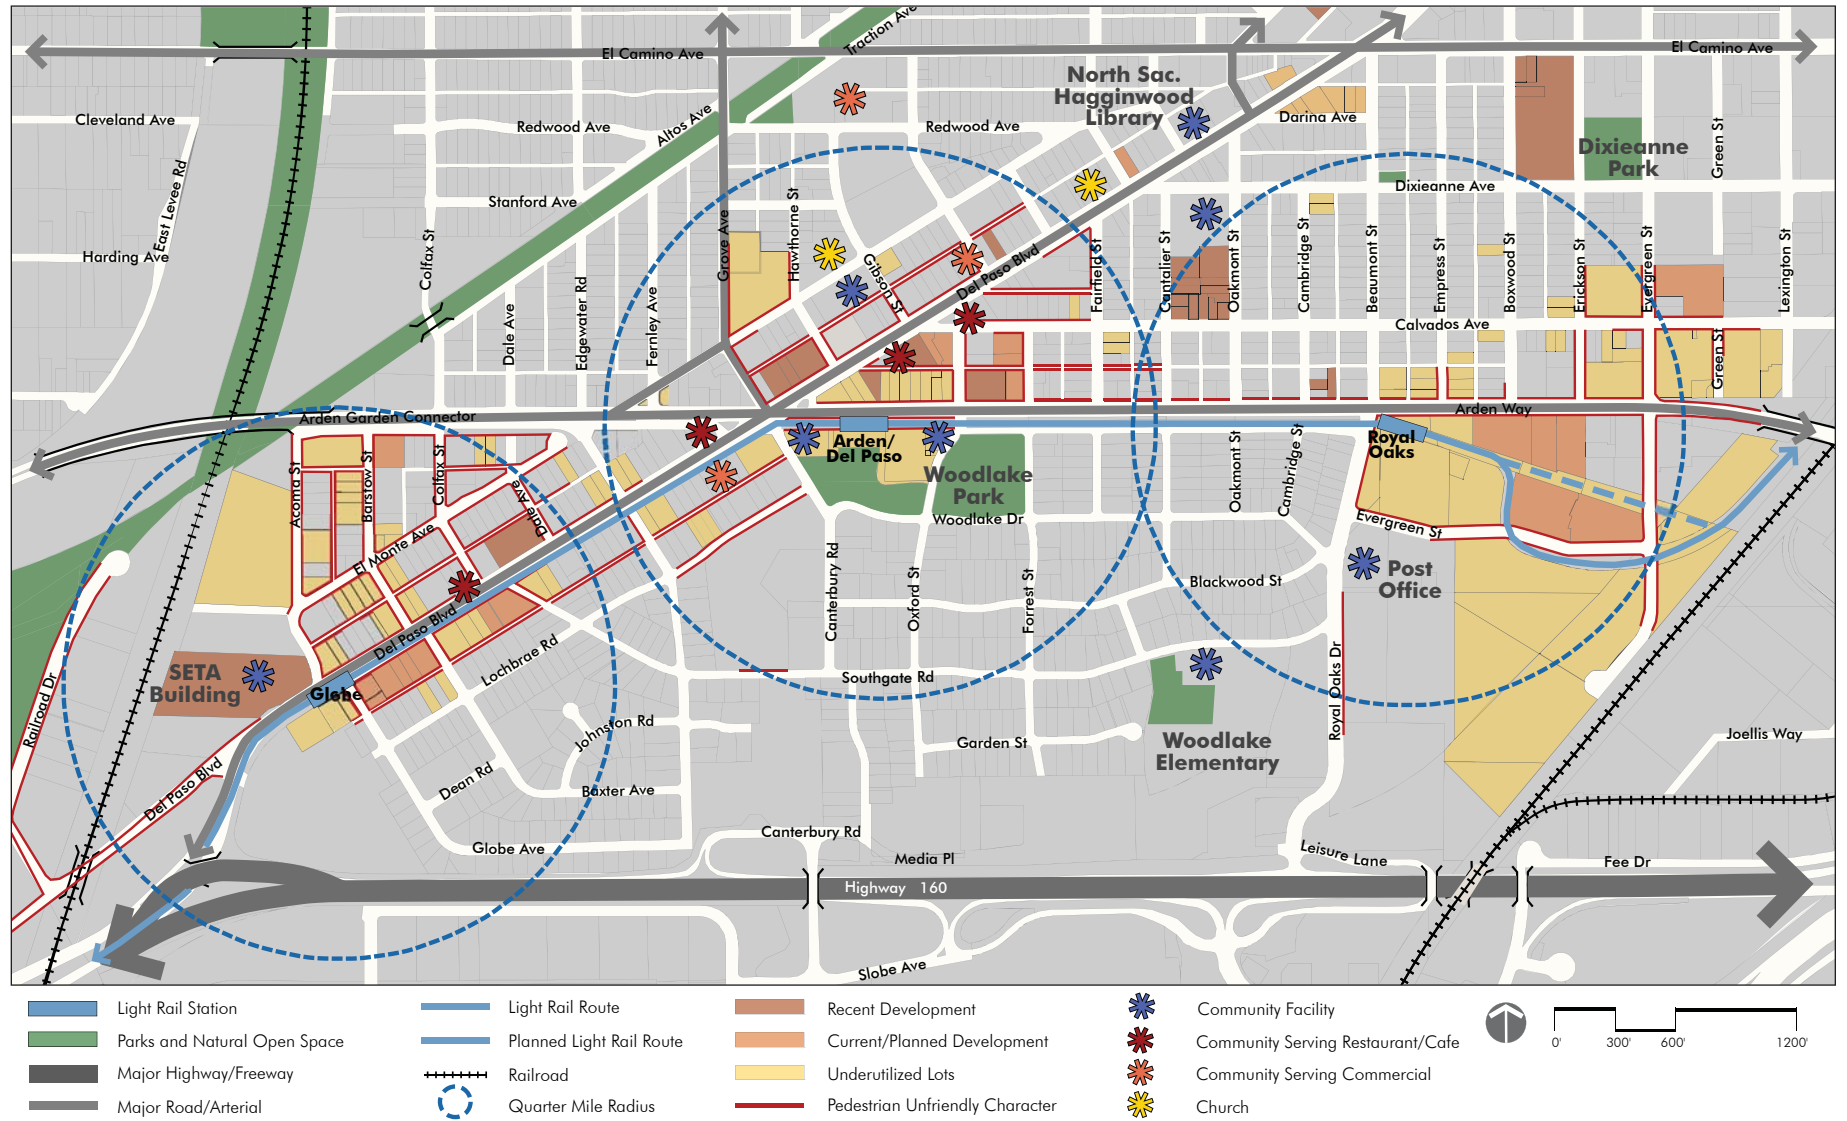 Traction Ave
El Camino Ave
El Camino Ave
North Sac.
Hagginwood
Library
Cleveland Ave
Redwood Ave
Altos Ave
Redwood Ave
Darina Ave
Dixieanne
Park
Green St
East Levee Rd
Stanford Ave
Dixieanne Ave
Harding Ave
Colfax St
Grove Ave
Hawthorne St
Gibson St
Del Paso Blvd
Fairfield St
Cantalier St
Oakmont St
Cambridge St
Beaumont St
Empress St
Boxwood St
Erickson St
Evergreen St
Lexington St
Dale Ave
Edgewater Rd
Fernley Ave
Calvados Ave
Green St
Arden Garden Connector
Arden Way
Arden/
Del Paso
Royal
Oaks
Acoma St
Barstow St
Colfax St
Dale Ave
Woodlake
Park
Oakmont St
Cambridge St
Woodlake Dr
Evergreen St
El Monte Ave
Canterbury Rd
Oxford St
Forrest St
Blackwood St
Post
Office
Del Paso Blvd
Lochbrae Rd
SETA
Building
Globe
Southgate Rd
Royal Oaks Dr
Railroad Dr
Johnston Rd
Garden St
Woodlake
Elementary
Joellis Way
Del Paso Blvd
Dean Rd
Baxter Ave
Globe Ave
Canterbury Rd
Media Pl
Leisure Lane
Fee Dr
Highway 160
Slobe Ave
Light Rail Station
Parks and Natural Open Space
Major Highway/Freeway
Major Road/Arterial
Light Rail Route
Planned Light Rail Route
Railroad
Quarter Mile Radius
Recent Development
Current/Planned Development
Underutilized Lots
Pedestrian Unfriendly Character
Community Facility
Community Serving Restaurant/Cafe
Community Serving Commercial
Church
0' 300' 600' 1200'